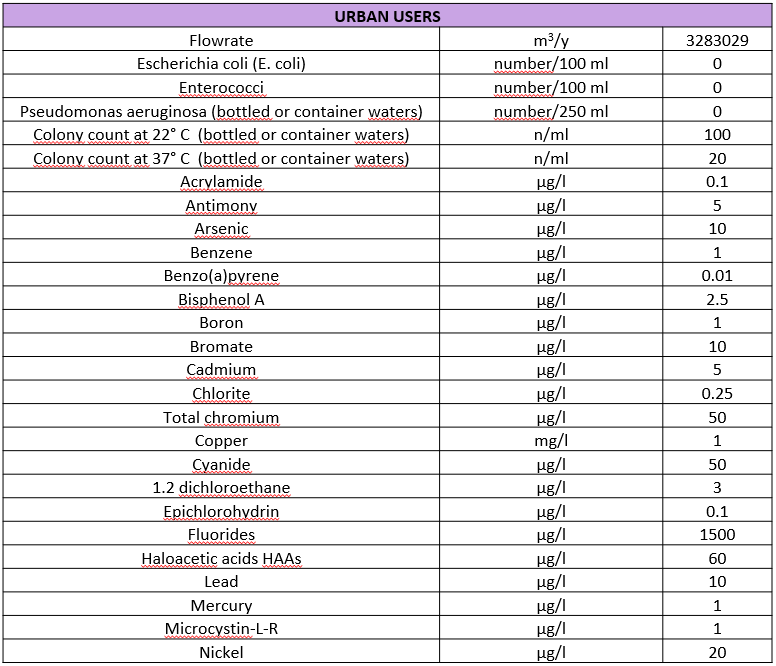 URBAN USERS
Flowrate m³/y 3283029
Escherichia coli (E. coli) number/100 ml 0
Enterococci number/100 ml 0
Pseudomonas aeruginosa (bottled or container waters) number/250 ml 0
Colony count at 22° C (bottled or container waters) n/ml 100
Colony count at 37° C (bottled or container waters) n/ml 20
Acrylamide µg/l 0.1
Antimony µg/l 5
Arsenic µg/l 10
Benzene µg/l 1
Benzo(a)pyrene µg/l 0.01
Bisphenol A µg/l 2.5
Boron µg/l 1
Bromate µg/l 10
Cadmium µg/l 5
Chlorite µg/l 0.25
Total chromium µg/l 50
Copper mg/l 1
Cyanide µg/l 50
1.2 dichloroethane µg/l 3
Epichlorohydrin µg/l 0.1
Fluorides µg/l 1500
Haloacetic acids HAAs µg/l 60
Lead µg/l 10
Mercury µg/l 1
Microcystin-L-R µg/l 1
Nickel µg/l 20